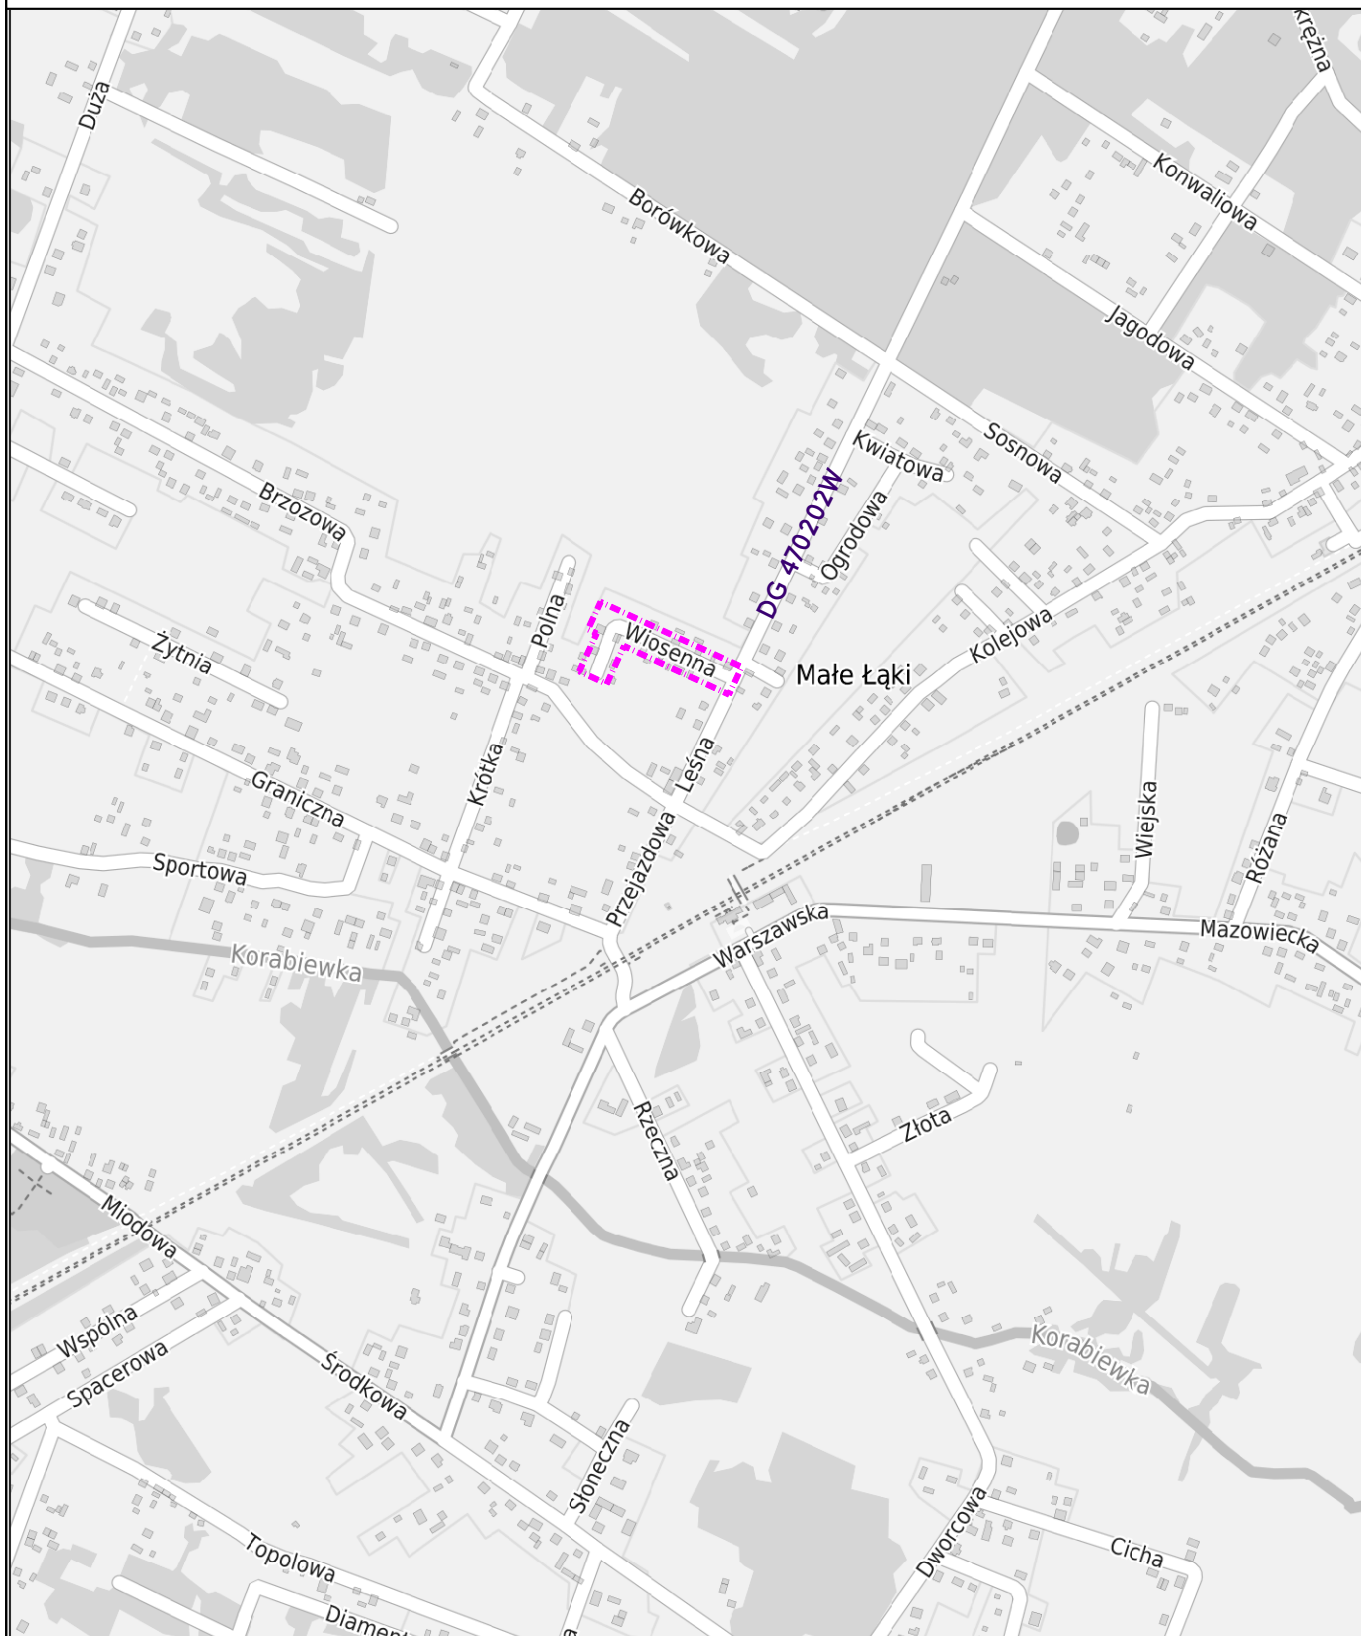 Krężna
Duża
Konwaliowa
Borówkowa
Jagodowa
Sosnowa
Kwiatowa
DG 470202W
Ogrodowa
Brzozowa
Polna
Wiosenna
Kolejowa
Żytnia
Małe Łąki
Leśna
Krótka
Graniczna
Wiejska
Różana
Sportowa
Przejazdowa
Warszawska
Mazowiecka
Korabiewka
Rzeczna
Złota
Miodowa
Wspólna
Korabiewka
Spacerowa
Środkowa
Słoneczna
Dworcowa
Cicha
Topolowa
Diament